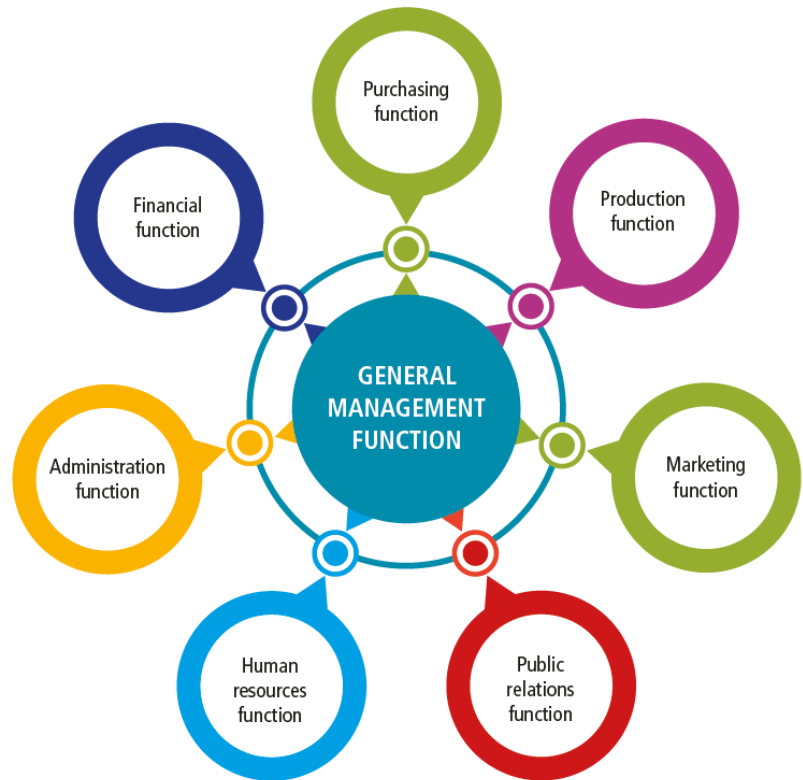 Purchasing
function
Production
function
Marketing
function
Public
relations
function
Human
resources
function
Administration
function
Financial
function
GENERAL
MANAGEMENT
FUNCTION